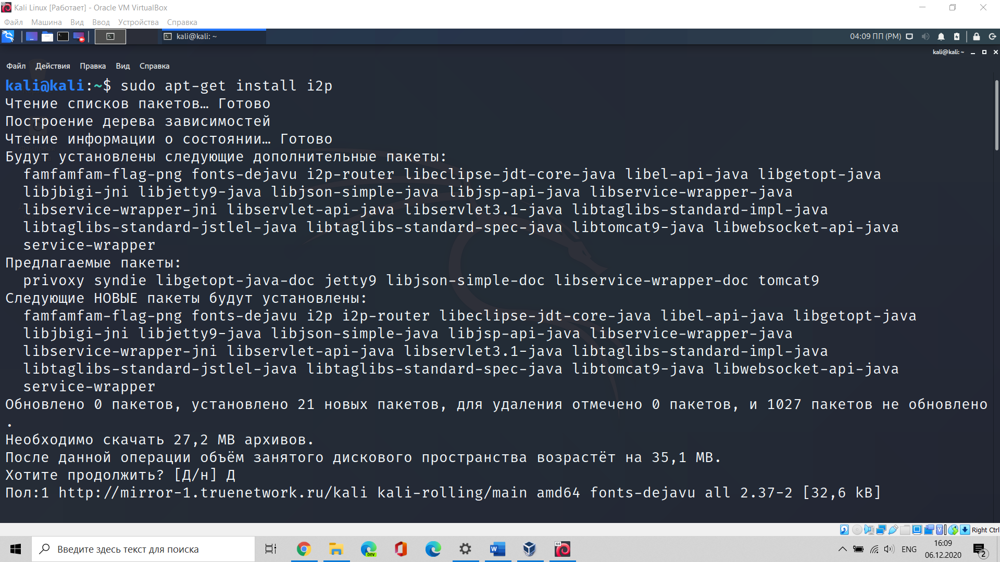 Kali Linux [Работает] - Oracle VM VirtualBox
Файл Машина Вид Ввод Устройства Справка
kali@kali: ~
04:09 ПП (PM)
kali@kali: ~
Файл Действия Правка Вид Справка
kali@kali:~$ sudo apt-get install i2p
Чтение списков пакетов… Готово
Построение дерева зависимостей
Чтение информации о состоянии… Готово
Будут установлены следующие дополнительные пакеты:
famfamfam-flag-png fonts-dejavu i2p-router libeclipse-jdt-core-java libel-api-java libgetopt-java
libjbigi-jni libjetty9-java libjson-simple-java libjsp-api-java libservice-wrapper-java
libservice-wrapper-jni libservlet-api-java libservlet3.1-java libtaglibs-standard-impl-java
libtaglibs-standard-jstlel-java libtaglibs-standard-spec-java libtomcat9-java libwebsocket-api-java
service-wrapper
Предлагаемые пакеты:
privoxy syndie libgetopt-java-doc jetty9 libjson-simple-doc libservice-wrapper-doc tomcat9
Следующие НОВЫЕ пакеты будут установлены:
famfamfam-flag-png fonts-dejavu i2p i2p-router libeclipse-jdt-core-java libel-api-java libgetopt-java
libjbigi-jni libjetty9-java libjson-simple-java libjsp-api-java libservice-wrapper-java
libservice-wrapper-jni libservlet-api-java libservlet3.1-java libtaglibs-standard-impl-java
libtaglibs-standard-jstlel-java libtaglibs-standard-spec-java libtomcat9-java libwebsocket-api-java
service-wrapper
Обновлено 0 пакетов, установлено 21 новых пакетов, для удаления отмечено 0 пакетов, и 1027 пакетов не обновлено
.
Необходимо скачать 27,2 MB архивов.
После данной операции объём занятого дискового пространства возрастёт на 35,1 MB.
Хотите продолжить? [Д/н] Д
Пол:1 http://mirror-1.truenetwork.ru/kali kali-rolling/main amd64 fonts-dejavu all 2.37-2 [32,6 kB]
Right Ctrl
Введите здесь текст для поиска
DEV
64
ENG
16:09
06.12.2020
2